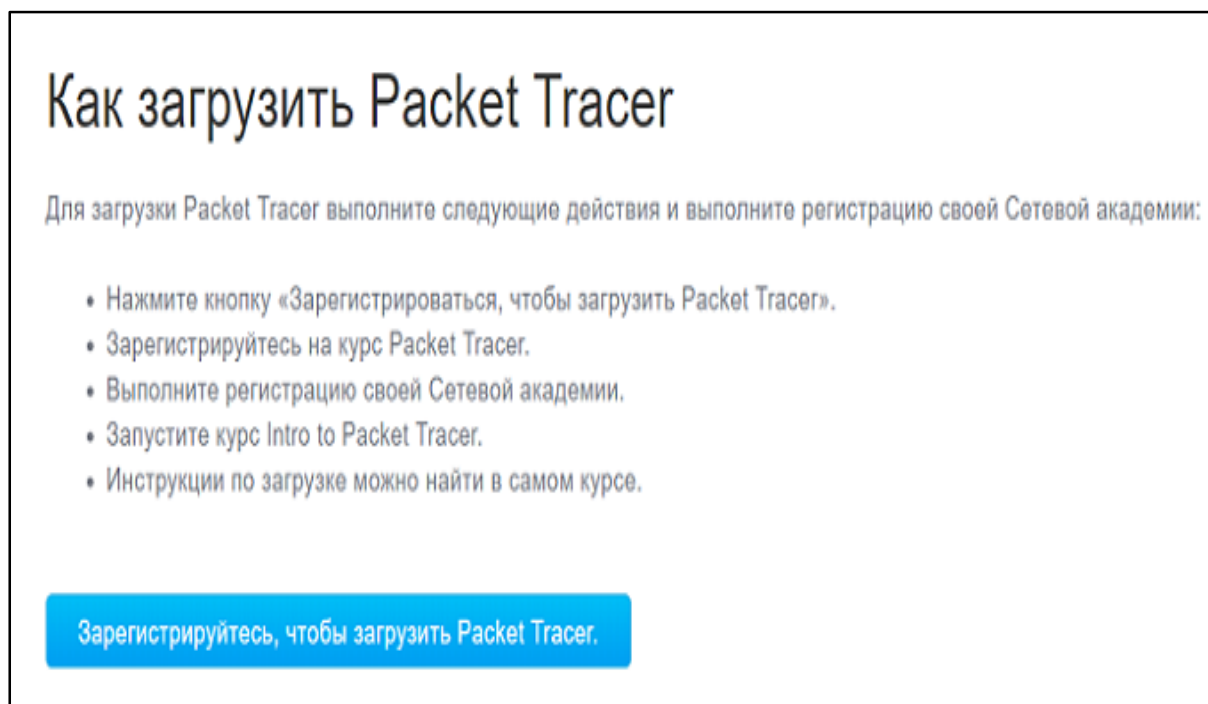 Как загрузить Packet Tracer
Для загрузки Packet Tracer выполните следующие действия и выполните регистрацию своей Сетевой академии:
• Нажмите кнопку «Зарегистрироваться, чтобы загрузить Packet Tracer».
• Зарегистрируйтесь на курс Packet Tracer.
• Выполните регистрацию своей Сетевой академии.
• Запустите курс Intro to Packet Tracer.
• Инструкции по загрузке можно найти в самом курсе.
Зарегистрируйтесь, чтобы загрузить Packet Tracer.